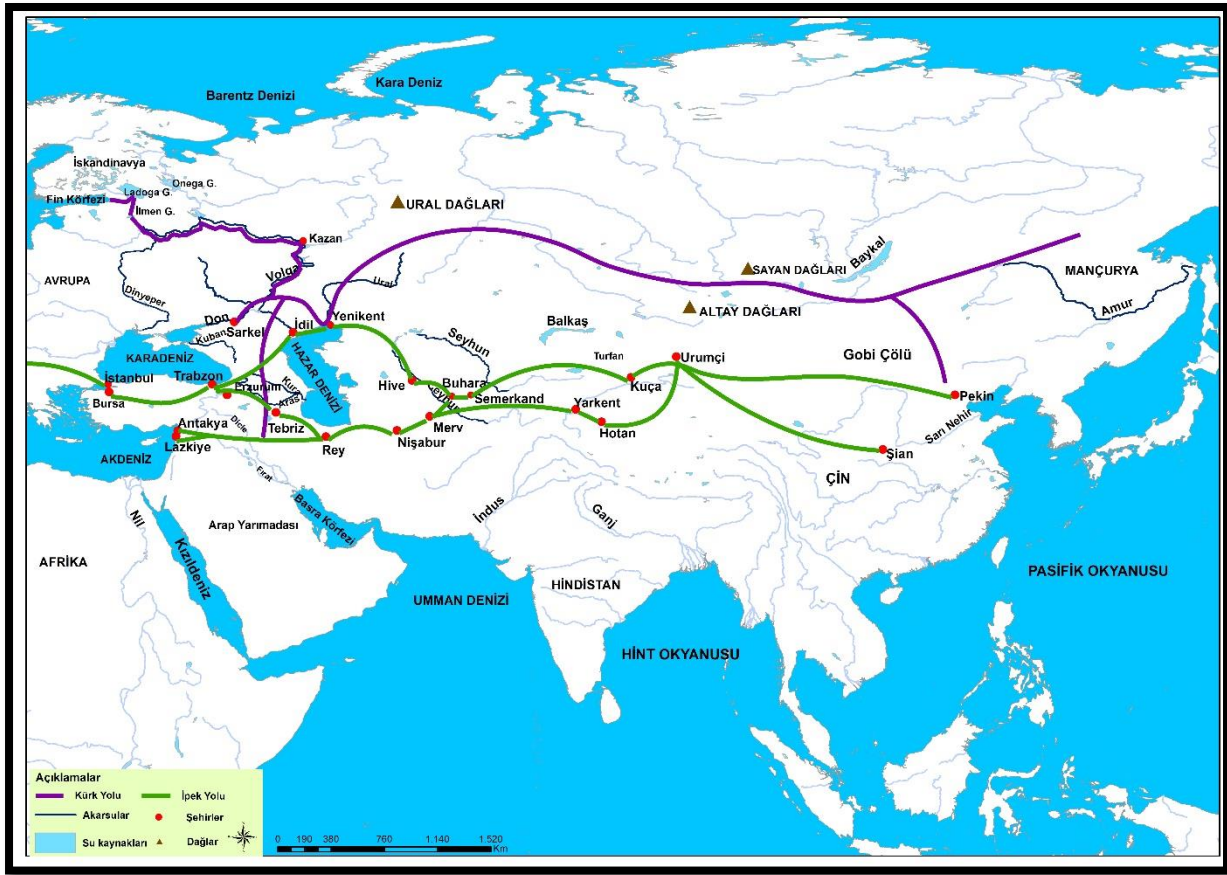 Kara Deniz
Barentz Denizi
İskandinavya
Onega G.
Ladoga G.
Fin Körfezi
İlmen G.
URAL DAĞLARI
Kazan
Baykal
SAYAN DAĞLARI
MANÇURYA
AVRUPA
Volga
Ural
Dinyeper
ALTAY DAĞLARI
Amur
Don
Sarkel
İdil
Yenikent
Kuban
Balkaş
Seyhun
KARADENİZ
HAZAR DENİZİ
Turfan
Urumçi
Gobi Çölü
İstanbul
Trabzon
Erzurum
Kura
Hive
Buhara
Kuça
Bursa
Aras
Semerkand
Pekin
Yarkent
Sarı Nehir
Antakya
Dicle
Tebriz
Merv
Hotan
Lazkiye
Rey
Nişabur
Şian
AKDENİZ
Fırat
ÇİN
Nil
Basra Körfezi
İndus
Ganj
Arap Yarımadası
Kızıldeniz
AFRİKA
HİNDİSTAN
PASİFİK OKYANUSU
UMMAN DENİZİ
HİNT OKYANUSU
Açıklamalar
Kürk Yolu
İpek Yolu
Akarsular
Şehirler
Su kaynakları
Dağlar
0 190 380 760 1.140 1.520
Km